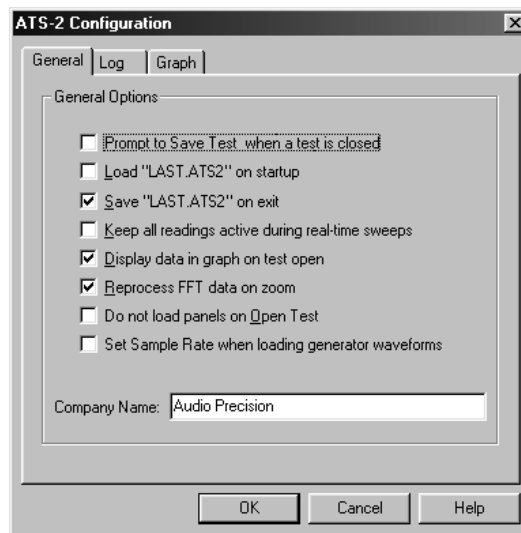 ATS-2 Configuration
General Log Graph
General Options
Prompt to Save Test when a test is closed
Load "LAST.ATS2" on startup
Save "LAST.ATS2" on exit
Keep all readings active during real-time sweeps
Display data in graph on test open
Reprocess FFT data on zoom
Do not load panels on Open Test
Set Sample Rate when loading generator waveforms
Company Name: Audio Precision
OK Cancel Help